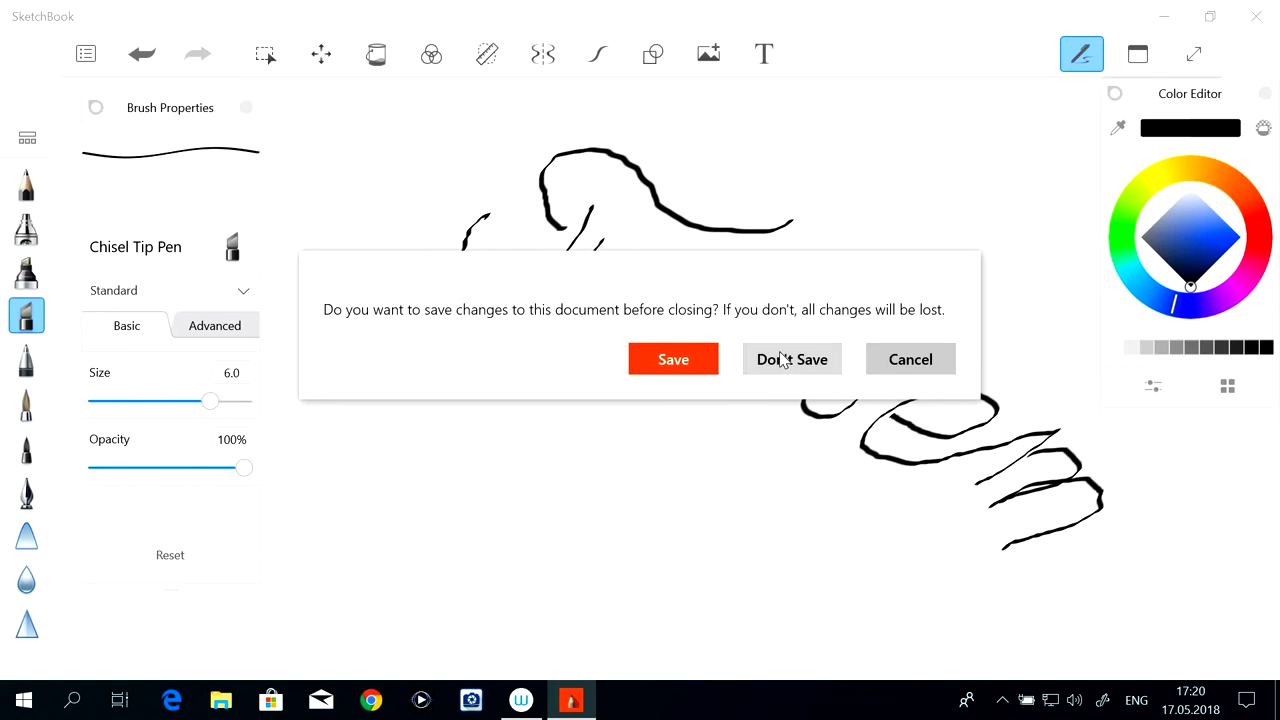 SketchBook
T
Brush Properties
Color Editor
Chisel Tip Pen
Standard
Basic
Advanced
Size
6.0
Opacity
100%
Reset
Do you want to save changes to this document before closing? If you don't, all changes will be lost.
Save
Don't Save
Cancel
ENG
17:20
17.05.2018